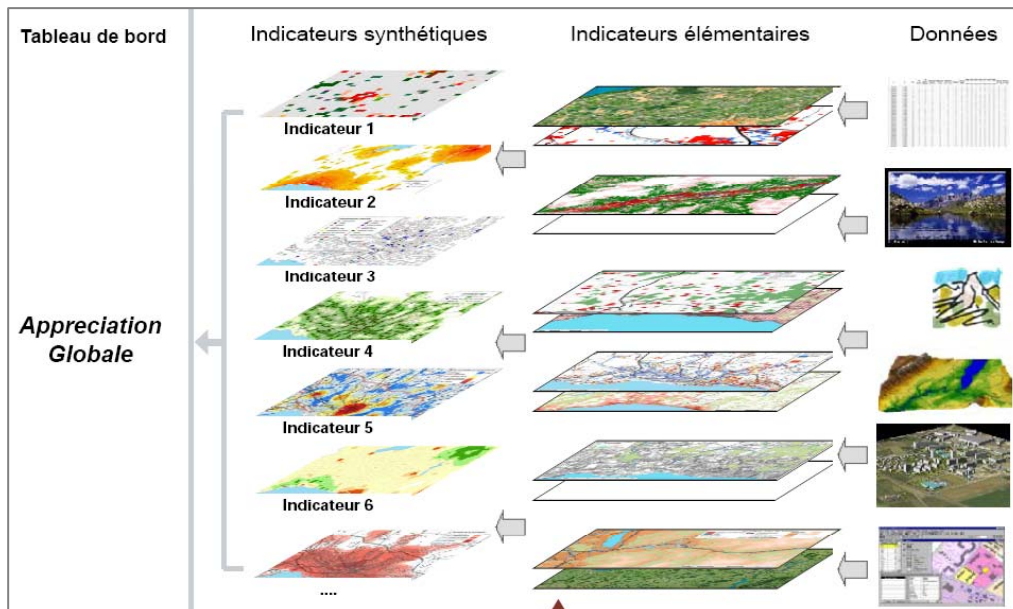 Tableau de bord
Indicateurs synthétiques
Indicateurs élémentaires
Données
Indicateur 1
Indicateur 2
Indicateur 3
Indicateur 4
Indicateur 5
Indicateur 6
....
Appreciation
Globale